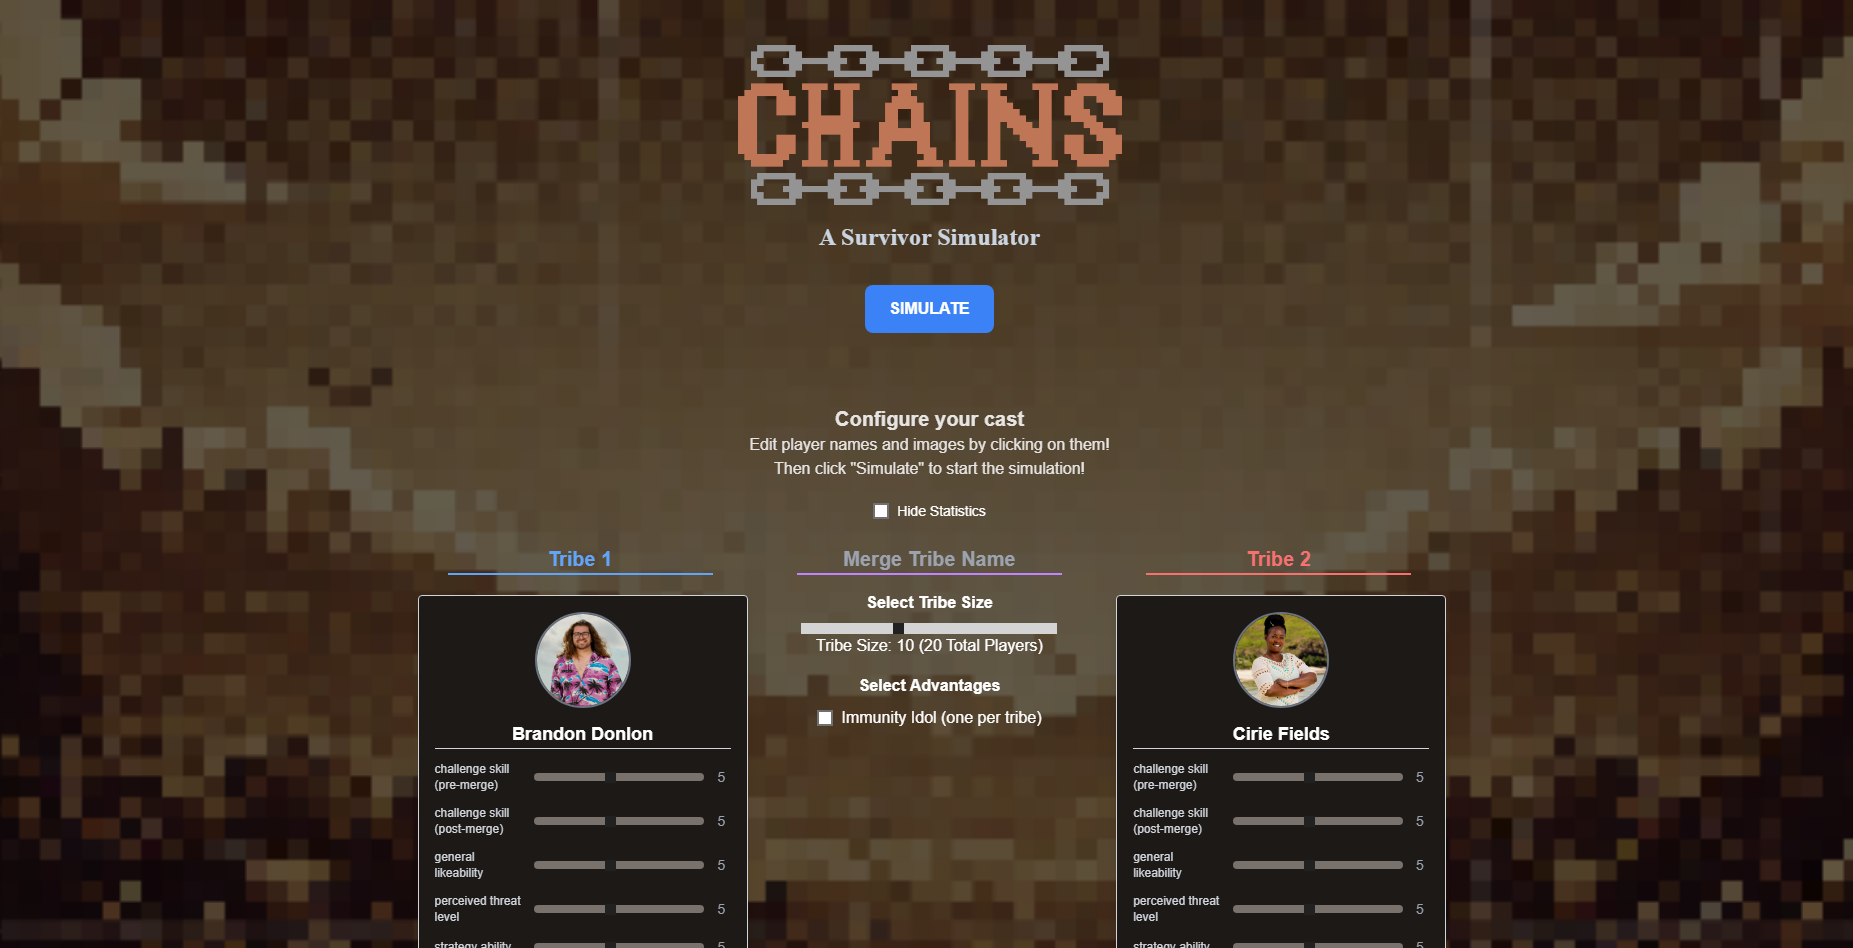 CHAINS
A Survivor Simulator
SIMULATE
Configure your cast
Edit player names and images by clicking on them!
Then click "Simulate" to start the simulation!
Hide Statistics
Tribe 1
Merge Tribe Name
Tribe 2
Select Tribe Size
Tribe Size: 10 (20 Total Players)
Select Advantages
Immunity Idol (one per tribe)
Brandon Donlon
challenge skill
(pre-merge)
5
challenge skill
(post-merge)
5
general
likeability
5
perceived threat
level
5
strategy ability
5
Cirie Fields
challenge skill
(pre-merge)
5
challenge skill
(post-merge)
5
general
likeability
5
perceived threat
level
5
strategy ability
5